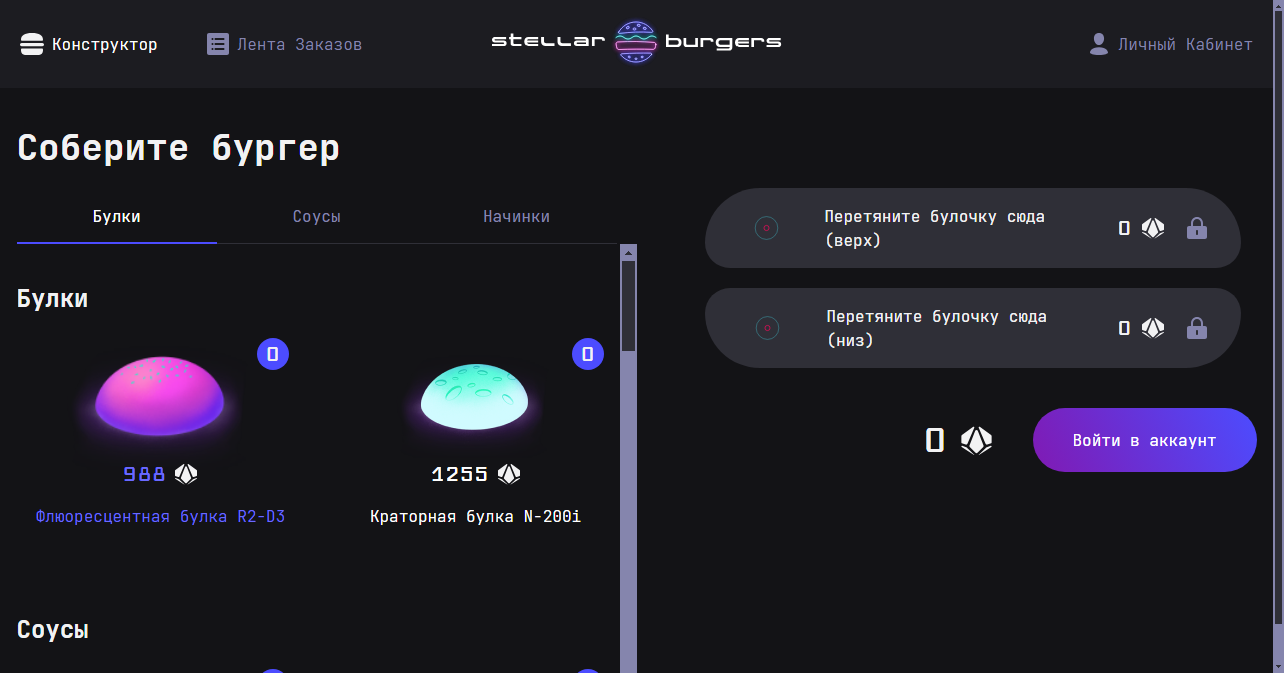 Конструктор
Лента Заказов
stellar burgers
Личный Кабинет
Соберите бургер
Булки
Соусы
Начинки
Булки
0
0
988
1255
Флюоресцентная булка R2-D3
Краторная булка N-200i
Соусы
Перетяните булочку сюда
(верх)
0
Перетяните булочку сюда
(низ)
0
0
Войти в аккаунт